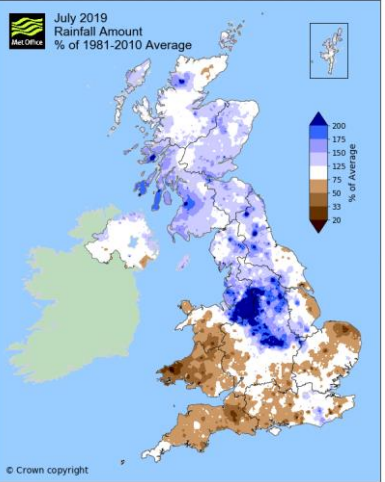 Met Office
July 2019
Rainfall Amount
% of 1981-2010 Average
200
175
150
125
75
50
33
20
% of Average
© Crown copyright